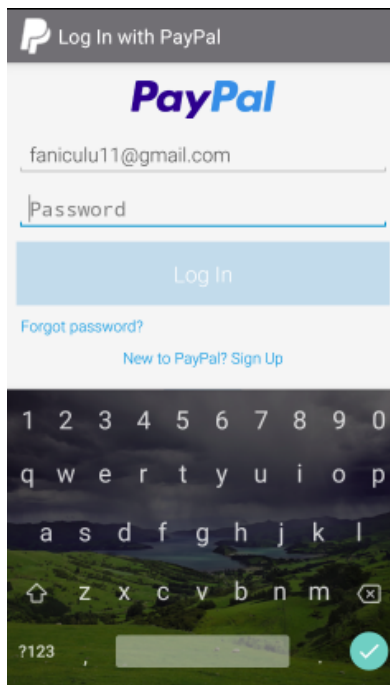 Log In with PayPal
PayPal
faniculu11@gmail.com
Password
Log In
Forgot password?
New to PayPal? Sign Up
1 2 3 4 5 6 7 8 9 0
q w e r t y u i o p
a s d f g h j k l
z x c v b n m
?123 , .